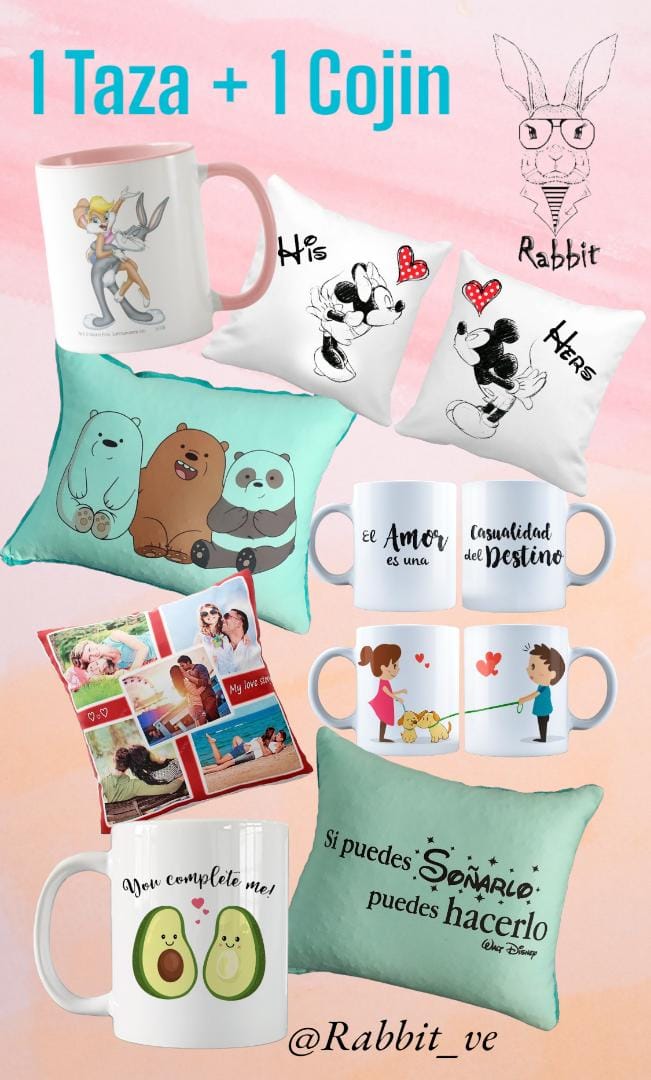 1 Taza + 1 Cojin
Rabbit
His
Hers
El Amor
es una
Casualidad
del Destino
My love
You complete me!
Si puedes SOÑARLO
puedes hacerlo
WALT DISNEY
@Rabbit_ve